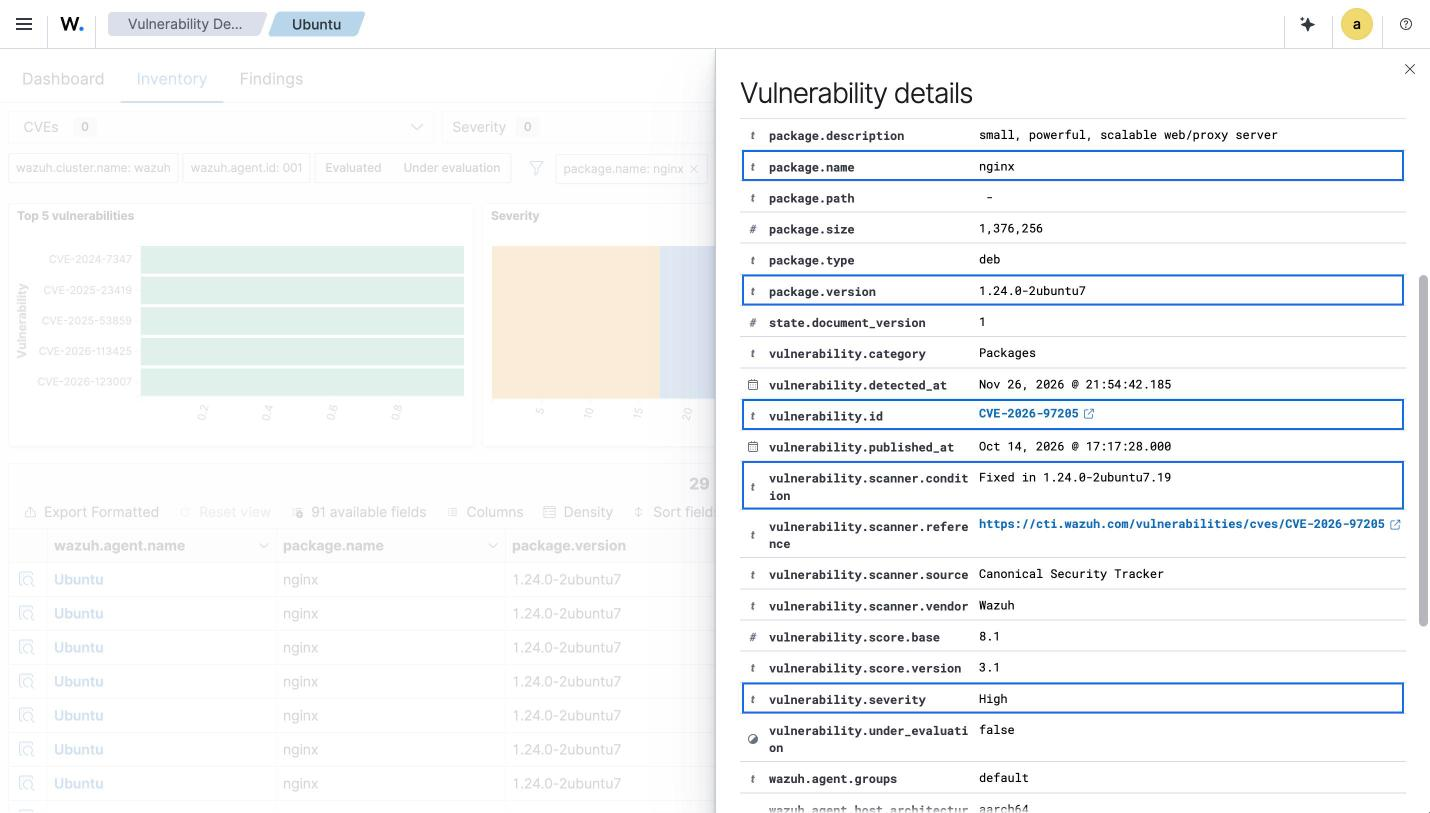 W.
Vulnerability De...
Ubuntu
a
Dashboard
Inventory
Findings
CVEs 0
Severity 0
wazuh.cluster.name: wazuh
wazuh.agent.id: 001
Evaluated
Under evaluation
package.name: nginx
Top 5 vulnerabilities
Vulnerability
CVE-2024-7347
CVE-2025-23419
CVE-2025-53859
CVE-2026-113425
CVE-2026-123007
0.2
0.4
0.6
0.8
Severity
5
10
15
20
29
Export Formatted
Reset view
91 available fields
Columns
Density
Sort fields
wazuh.agent.name package.name package.version
Ubuntu nginx 1.24.0-2ubuntu7
Ubuntu nginx 1.24.0-2ubuntu7
Ubuntu nginx 1.24.0-2ubuntu7
Ubuntu nginx 1.24.0-2ubuntu7
Ubuntu nginx 1.24.0-2ubuntu7
Ubuntu nginx 1.24.0-2ubuntu7
Ubuntu nginx 1.24.0-2ubuntu7
Vulnerability details
t package.description small, powerful, scalable web/proxy server
t package.name nginx
t package.path -
# package.size 1,376,256
t package.type deb
t package.version 1.24.0-2ubuntu7
# state.document_version 1
t vulnerability.category Packages
vulnerability.detected_at Nov 26, 2026 @ 21:54:42.185
t vulnerability.id CVE-2026-97205
vulnerability.published_at Oct 14, 2026 @ 17:17:28.000
t vulnerability.scanner.condit Fixed in 1.24.0-2ubuntu7.19
ion
t vulnerability.scanner.refere https://cti.wazuh.com/vulnerabilities/cves/CVE-2026-97205
nce
t vulnerability.scanner.source Canonical Security Tracker
t vulnerability.scanner.vendor Wazuh
# vulnerability.score.base 8.1
t vulnerability.score.version 3.1
t vulnerability.severity High
vulnerability.under_evaluati false
on
t wazuh.agent.groups default
wazuh.agent.host.architectur aarch64